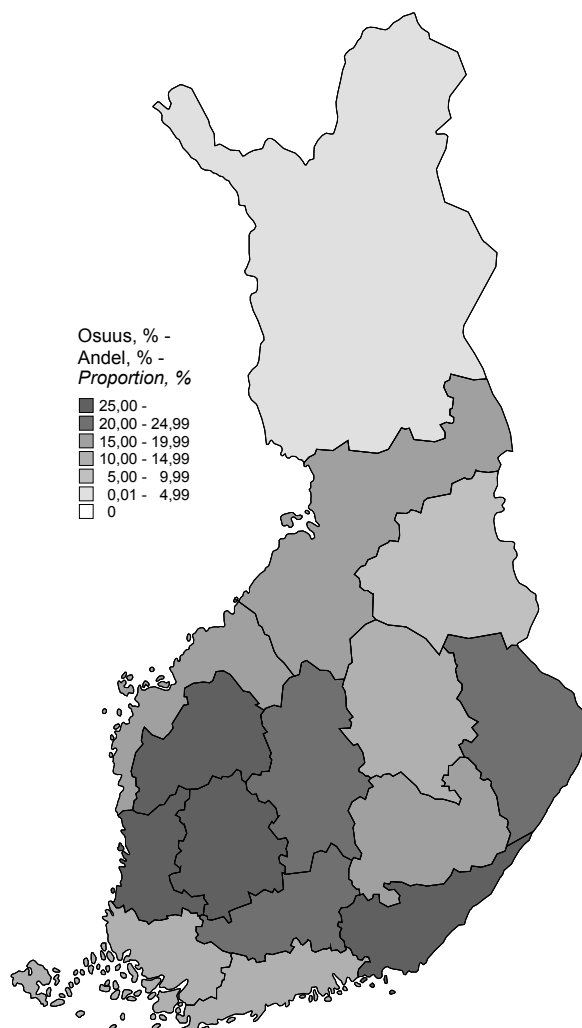 Osuus, % -
Andel, % -
Proportion, %
25,00 -
20,00 - 24,99
15,00 - 19,99
10,00 - 14,99
5,00 - 9,99
0,01 - 4,99
0